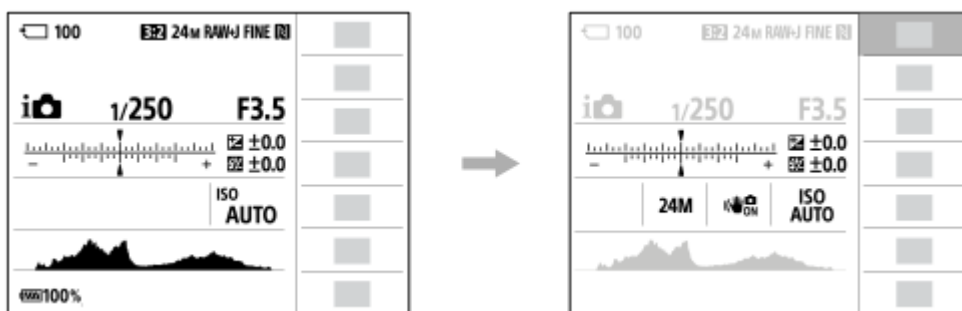 100 3:2 24M RAW+J FINE N
i 1/250 F3.5
- + ±0.0
±0.0
ISO
AUTO
100%
100 3:2 24M RAW+J FINE N
i 1/250 F3.5
- + ±0.0
±0.0
24M ON ISO
AUTO